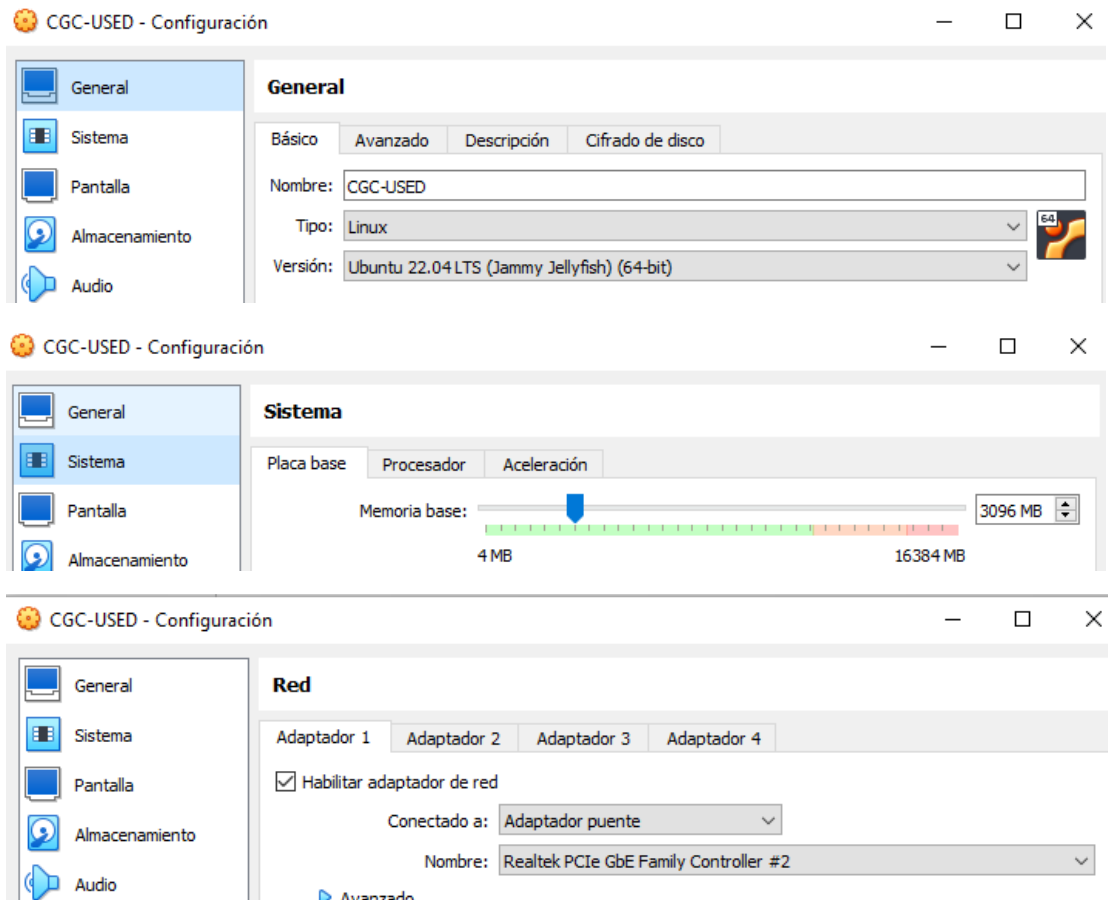 CGC-USED - Configuración
General
Sistema
Pantalla
Almacenamiento
Audio
General
Básico Avanzado Descripción Cifrado de disco
Nombre: CGC-USED
Tipo: Linux
64
Versión: Ubuntu 22.04 LTS (Jammy Jellyfish) (64-bit)
CGC-USED - Configuración
General
Sistema
Pantalla
Almacenamiento
Sistema
Placa base Procesador Aceleración
Memoria base: 3096 MB
4 MB 16384 MB
CGC-USED - Configuración
General
Sistema
Pantalla
Almacenamiento
Audio
Red
Adaptador 1 Adaptador 2 Adaptador 3 Adaptador 4
Habilitar adaptador de red
Conectado a: Adaptador puente
Nombre: Realtek PCIe GbE Family Controller #2
Avanzado